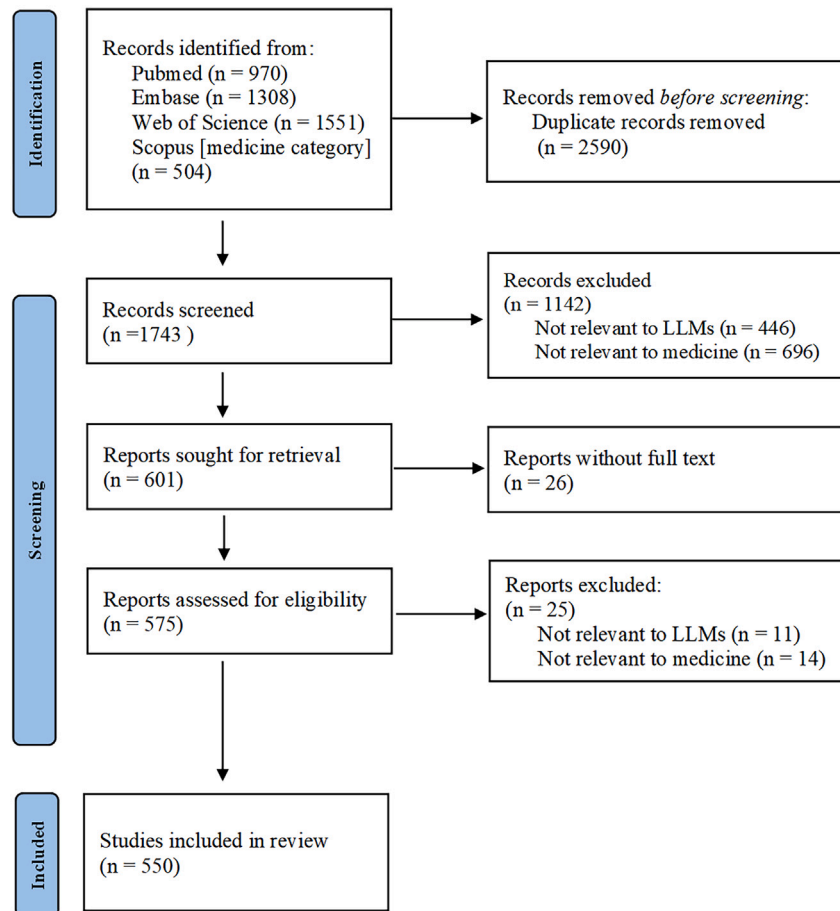 Identification
Records identified from:
Pubmed (n = 970)
Embase (n = 1308)
Web of Science (n = 1551)
Scopus [medicine category]
(n = 504)
Records removed before screening:
Duplicate records removed
(n = 2590)
Screening
Records screened
(n =1743 )
Records excluded
(n = 1142)
Not relevant to LLMs (n = 446)
Not relevant to medicine (n = 696)
Reports sought for retrieval
(n = 601)
Reports without full text
(n = 26)
Reports assessed for eligibility
(n = 575)
Reports excluded:
(n = 25)
Not relevant to LLMs (n = 11)
Not relevant to medicine (n = 14)
Included
Studies included in review
(n = 550)